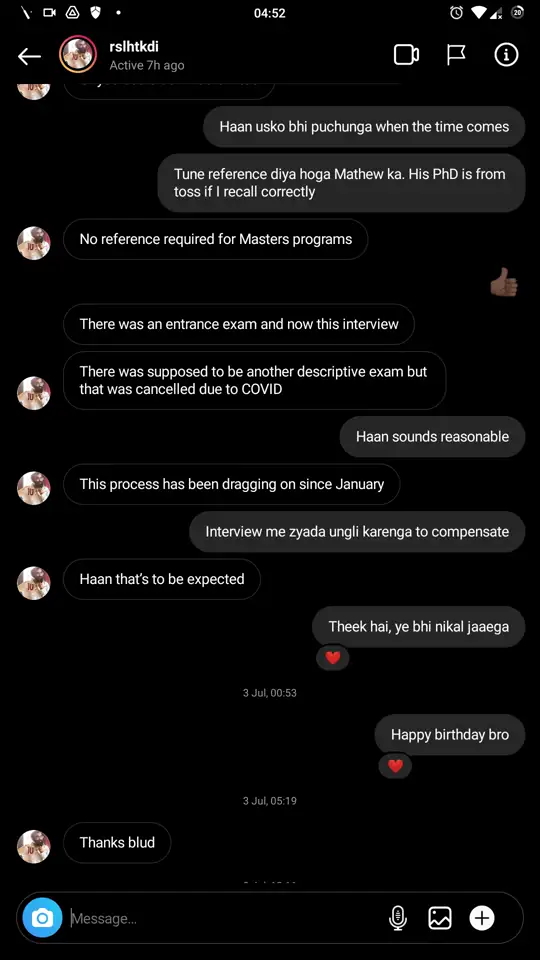 04:52
20
rslhtkdi
Active 7h ago
Haan usko bhi puchunga when the time comes
Tune reference diya hoga Mathew ka. His PhD is from
toss if I recall correctly
No reference required for Masters programs
There was an entrance exam and now this interview
There was supposed to be another descriptive exam but
that was cancelled due to COVID
Haan sounds reasonable
This process has been dragging on since January
Interview me zyada ungli karenga to compensate
Haan that's to be expected
Theek hai, ye bhi nikal jaaega
3 Jul, 00:53
Happy birthday bro
3 Jul, 05:19
Thanks blud
Message...